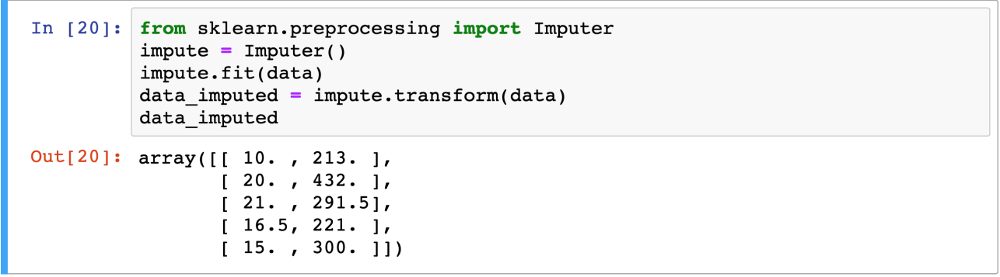 In [20]: from sklearn.preprocessing import Imputer
impute = Imputer()
impute.fit(data)
data_imputed = impute.transform(data)
data_imputed
Out[20]: array([[ 10. , 213. ],
[ 20. , 432. ],
[ 21. , 291.5],
[ 16.5, 221. ],
[ 15. , 300. ]])